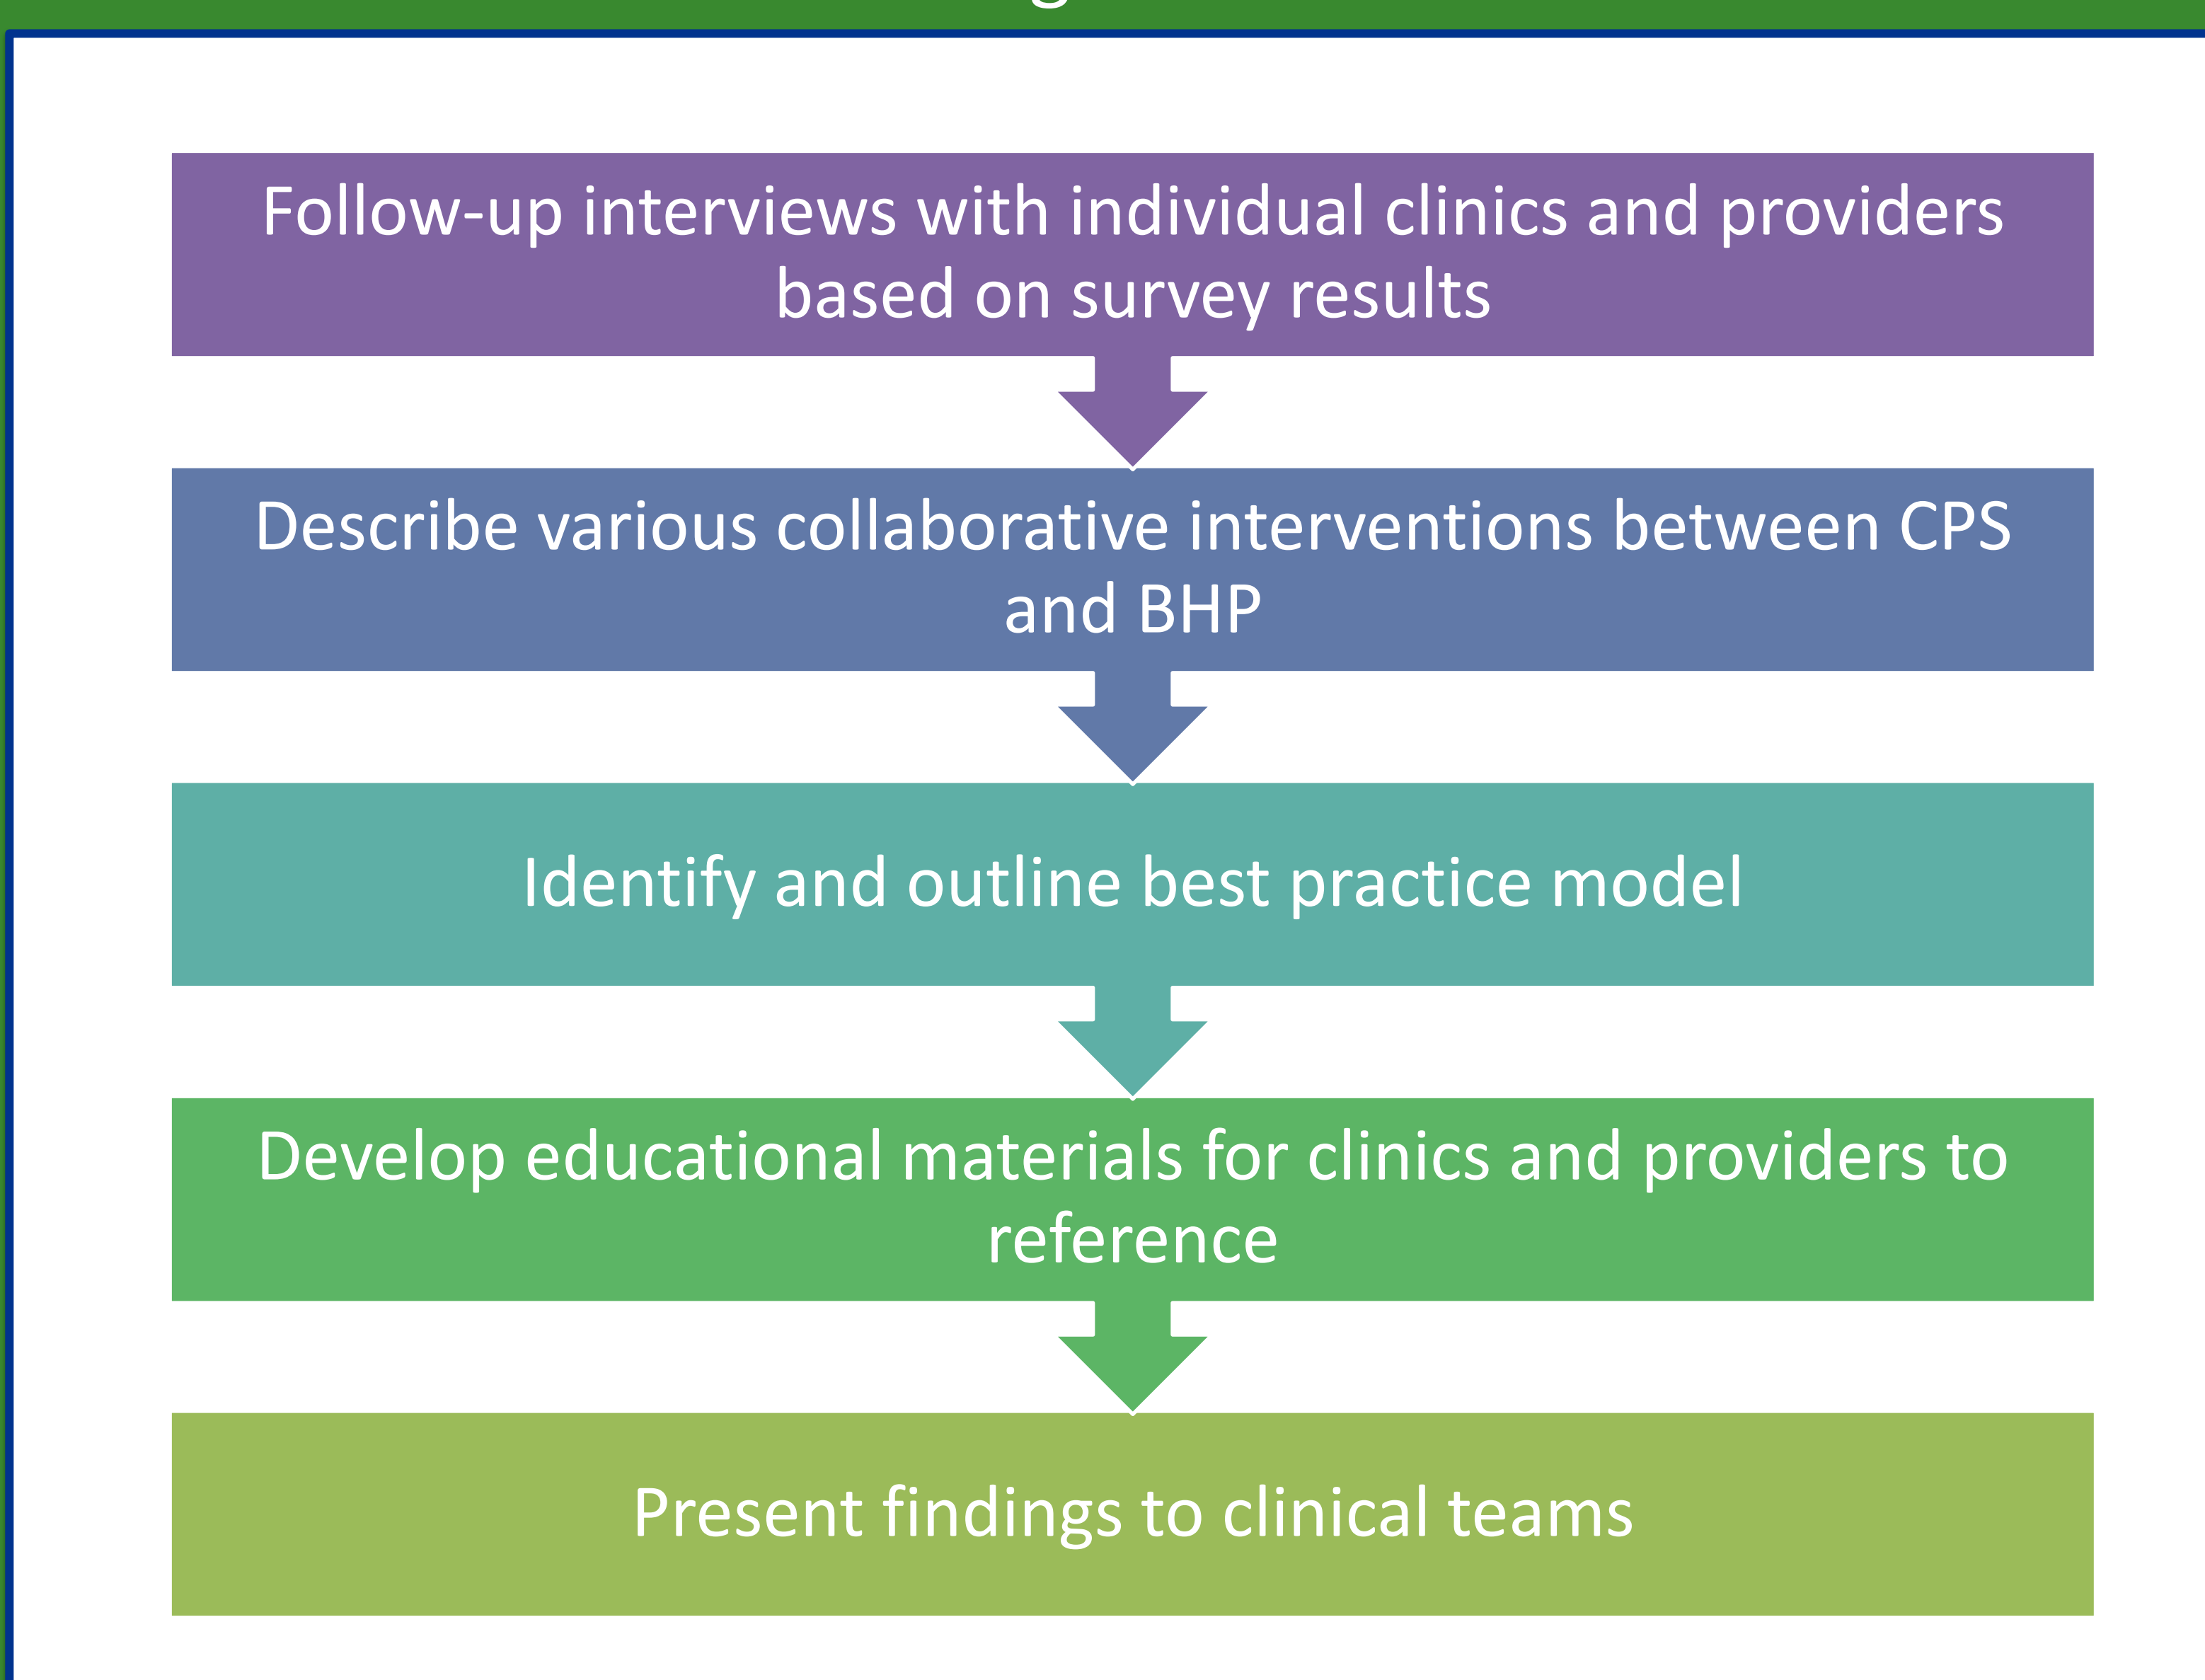 Follow-up interviews with individual clinics and providers
based on survey results
Describe various collaborative interventions between CPS
and BHP
Identify and outline best practice model
Develop educational materials for clinics and providers to
reference
Present findings to clinical teams